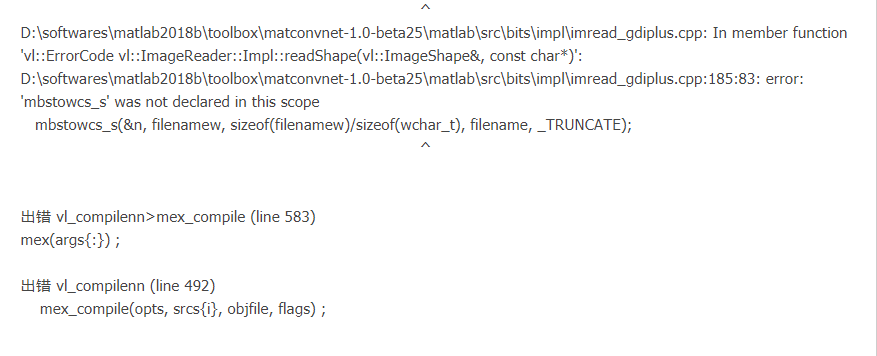 ^
D:\softwares\matlab2018b\toolbox\matconvnet-1.0-beta25\matlab\src\bits\impl\imread_gdiplus.cpp: In member function
'vl::ErrorCode vl::ImageReader::Impl::readShape(vl::ImageShape&, const char*)':
D:\softwares\matlab2018b\toolbox\matconvnet-1.0-beta25\matlab\src\bits\impl\imread_gdiplus.cpp:185:83: error:
'mbstowcs_s' was not declared in this scope
mbstowcs_s(&n, filenamew, sizeof(filenamew)/sizeof(wchar_t), filename, _TRUNCATE);
^
出错 vl_compilenn>mex_compile (line 583)
mex(args{:}) ;
出错 vl_compilenn (line 492)
mex_compile(opts, srcs{i}, objfile, flags) ;